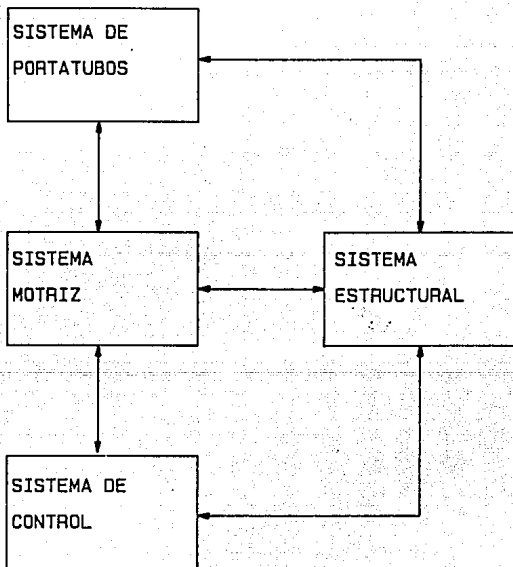 SISTEMA DE
PORTATUBOS
SISTEMA
MOTRIZ
SISTEMA
ESTRUCTURAL
SISTEMA DE
CONTROL